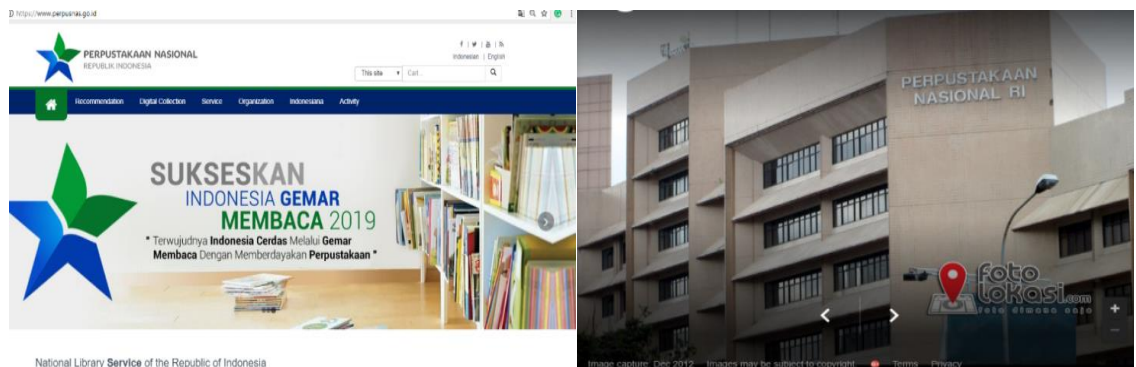 https://www.perpusnas.go.id
PERPUSTAKAAN NASIONAL
REPUBLIK INDONESIA
Indonesian | English
This site
Cari...
Recommendation Digital Collection Service Organization Indonesiana Activity
SUKSESKAN
INDONESIA GEMAR
MEMBACA 2019
" Terwujudnya Indonesia Cerdas Melalui Gemar
Membaca Dengan Memberdayakan Perpustakaan "
National Library Service of the Republic of Indonesia
PERPUSTAKAAN
NASIONAL RI
foto
lokasi.com
foto dimana saja
Image capture: Dec 2012 Images may be subject to copyright. Terms Privacy